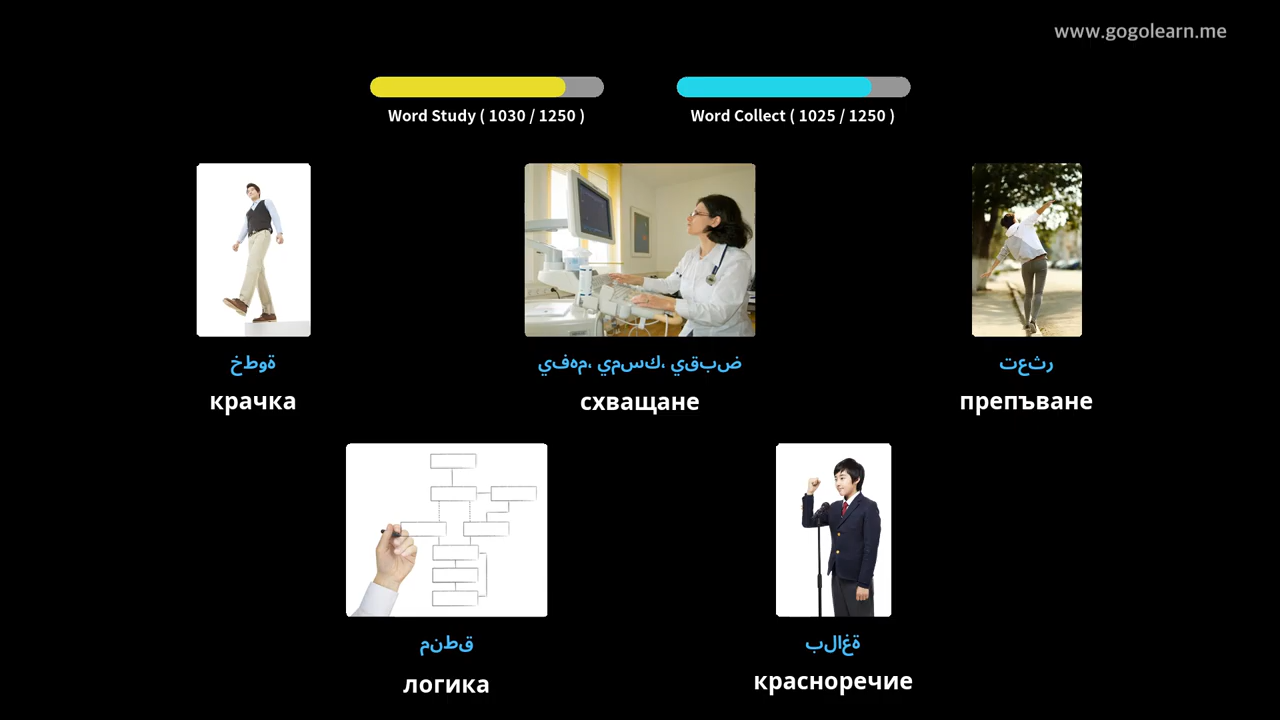 www.gogolearn.me
Word Study ( 1030 / 1250 )
Word Collect ( 1025 / 1250 )
خطوة
крачка
يفهم، يمسك، يقبض
схващане
تعثر
препъване
منطق
логика
بلاغة
красноречие